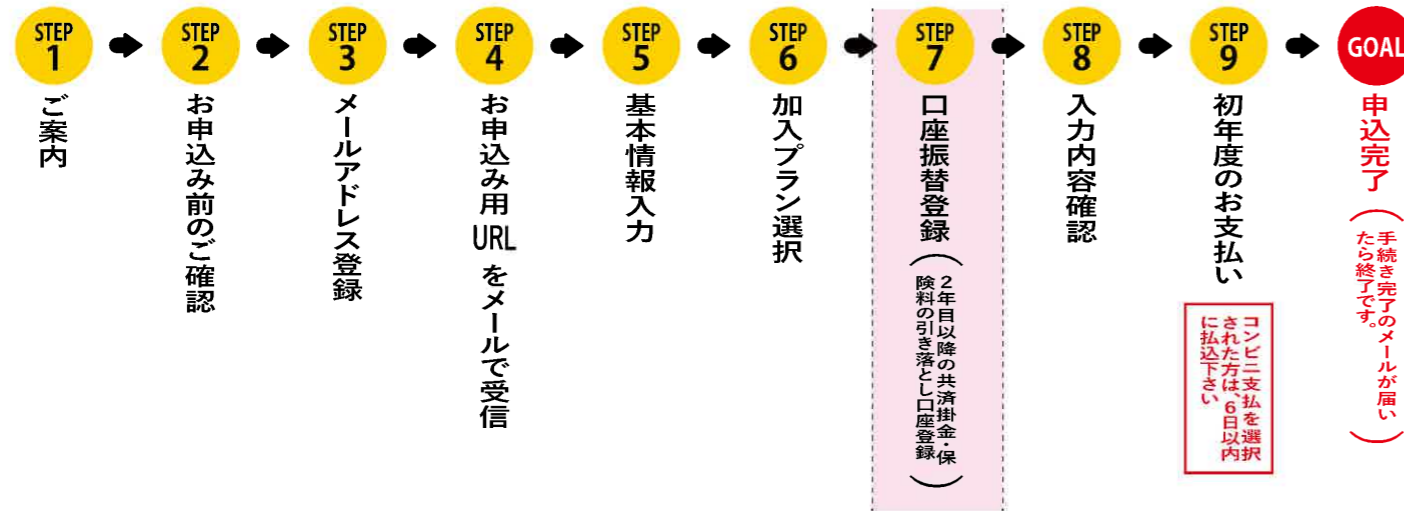 STEP
1
ご案内
STEP
2
お申込み前のご確認
STEP
3
メールアドレス登録
STEP
4
お申込み用URLをメールで受信
STEP
5
基本情報入力
STEP
6
加入プラン選択
STEP
7
口座振替登録
（2年目以降の共済掛金・保
険料の引き落とし口座登録）
STEP
8
入力内容確認
STEP
9
初年度のお支払い
コンビニ支払を選択
された方は、6日以内
に払込下さい
GOAL
申込完了
（手続き完了のメールが届い
たら終了です。）